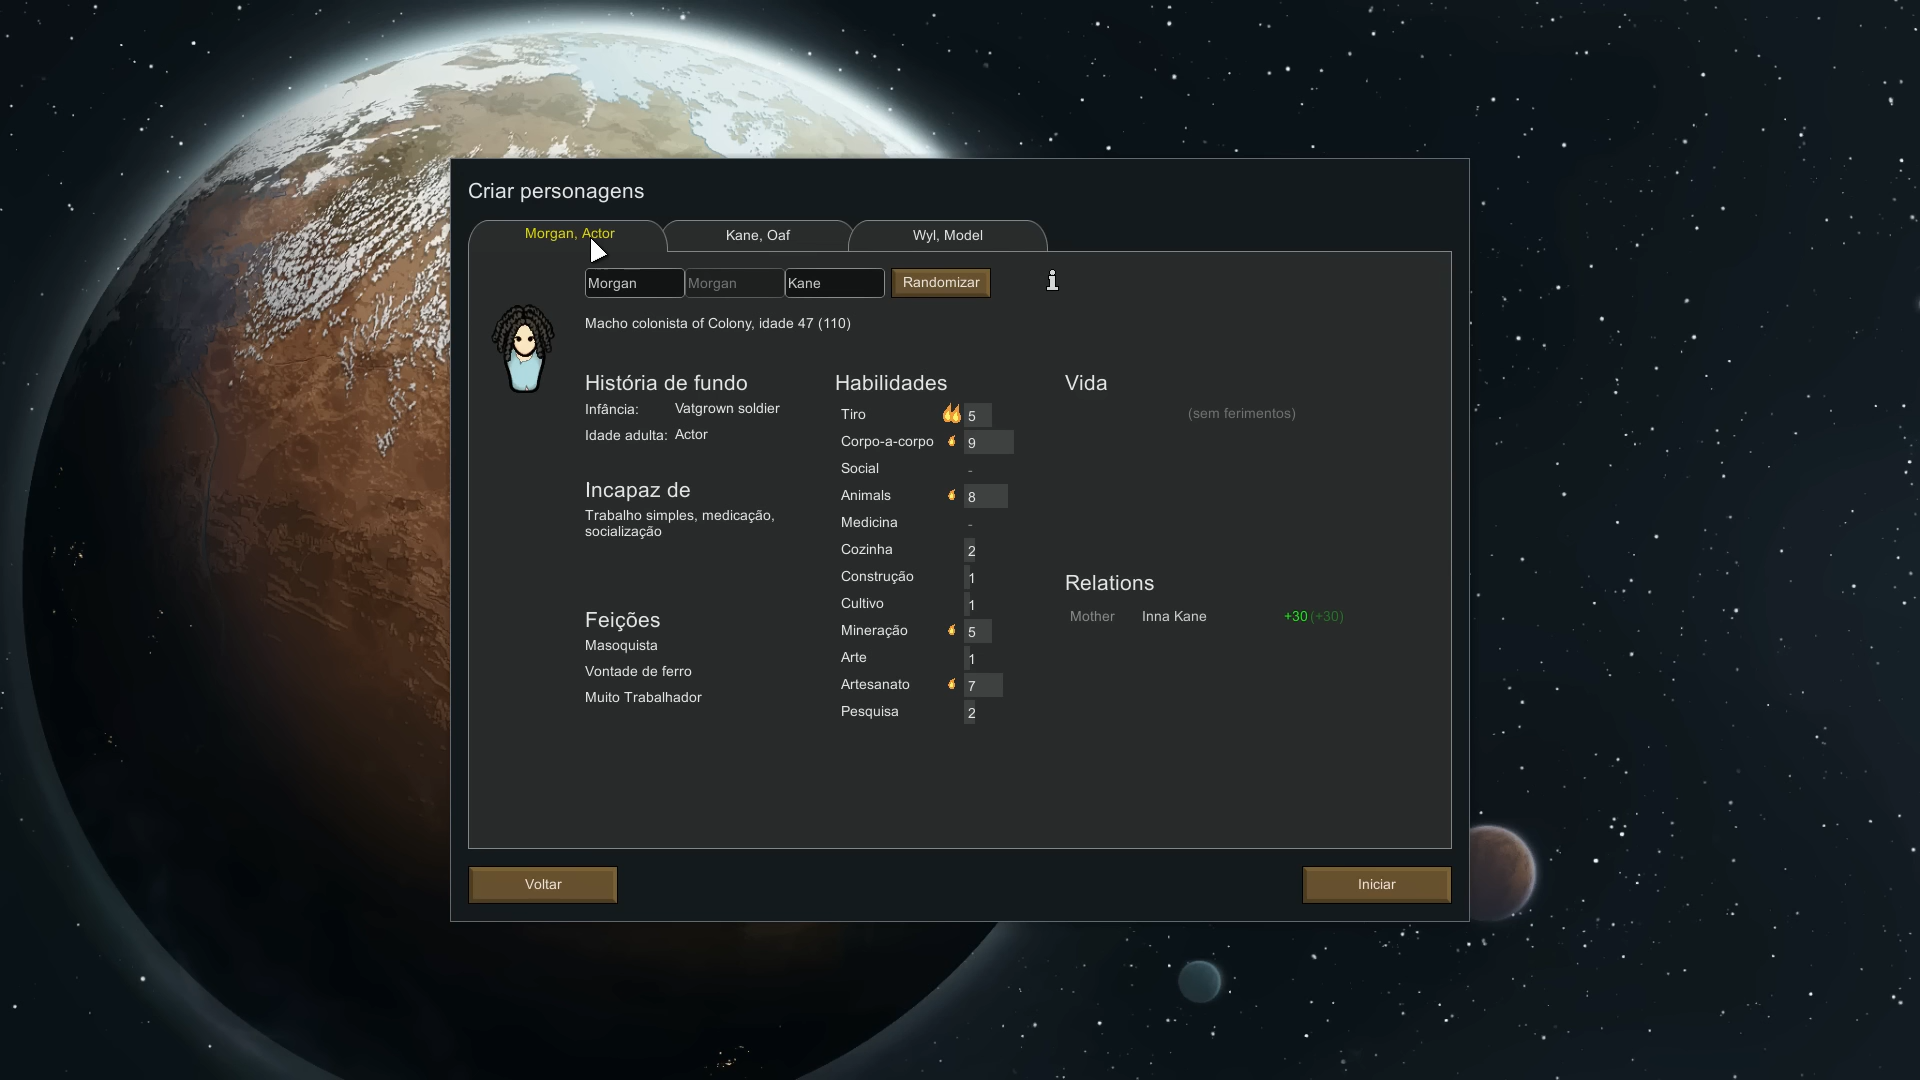 Criar personagens
Morgan, Actor
Kane, Oaf
Wyl, Model
Morgan
Morgan
Kane
Randomizar
Macho colonista of Colony, idade 47 (110)
História de fundo
Infância: Vatgrown soldier
Idade adulta: Actor
Incapaz de
Trabalho simples, medicação,
socialização
Feições
Masoquista
Vontade de ferro
Muito Trabalhador
Habilidades
Tiro 5
Corpo-a-corpo 9
Social -
Animals 8
Medicina -
Cozinha 2
Construção 1
Cultivo 1
Mineração 5
Arte 1
Artesanato 7
Pesquisa 2
Vida
(sem ferimentos)
Relations
Mother Inna Kane +30 (+30)
Voltar
Iniciar